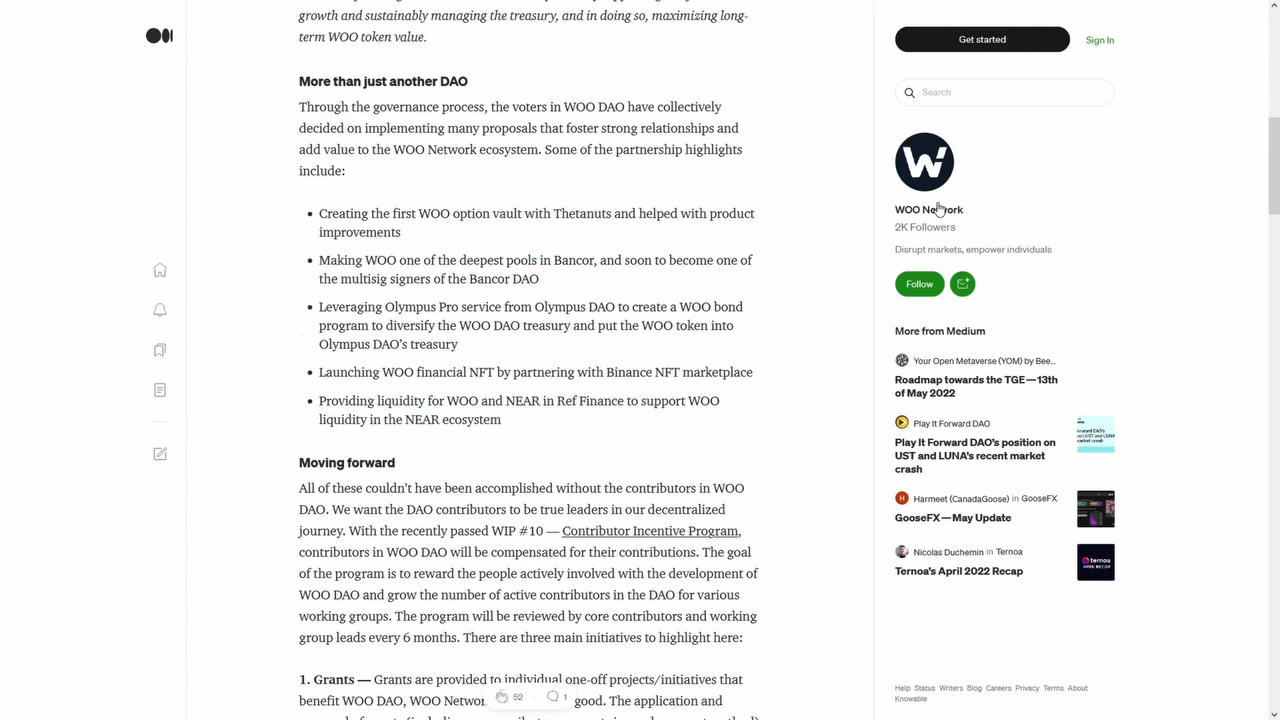 growth and sustainably managing the treasury, and in doing so, maximizing long-
term WOO token value.
More than just another DAO
Through the governance process, the voters in WOO DAO have collectively
decided on implementing many proposals that foster strong relationships and
add value to the WOO Network ecosystem. Some of the partnership highlights
include:
• Creating the first WOO option vault with Thetanuts and helped with product
improvements
• Making WOO one of the deepest pools in Bancor, and soon to become one of
the multisig signers of the Bancor DAO
• Leveraging Olympus Pro service from Olympus DAO to create a WOO bond
program to diversify the WOO DAO treasury and put the WOO token into
Olympus DAO’s treasury
• Launching WOO financial NFT by partnering with Binance NFT marketplace
• Providing liquidity for WOO and NEAR in Ref Finance to support WOO
liquidity in the NEAR ecosystem
Moving forward
All of these couldn’t have been accomplished without the contributors in WOO
DAO. We want the DAO contributors to be true leaders in our decentralized
journey. With the recently passed WIP #10 — Contributor Incentive Program,
contributors in WOO DAO will be compensated for their contributions. The goal
of the program is to reward the people actively involved with the development of
WOO DAO and grow the number of active contributors in the DAO for various
working groups. The program will be reviewed by core contributors and working
group leads every 6 months. There are three main initiatives to highlight here:
1. Grants — Grants are provided to individual one-off projects/initiatives that
benefit WOO DAO, WOO Networ good. The application and
52
1
Get started
Sign In
Search
W
WOO Network
2K Followers
Disrupt markets, empower individuals
Follow
More from Medium
Your Open Metaverse (YOM) by Bee...
Roadmap towards the TGE — 13th
of May 2022
Play It Forward DAO
Play It Forward DAO’s position on
UST and LUNA’s recent market
crash
H
Harmeet (CanadaGoose) in GooseFX
GooseFX — May Update
Nicolas Duchemin in Ternoa
Ternoa’s April 2022 Recap
ternoa
APRIL RECAP
Help Status Writers Blog Careers Privacy Terms About
Knowable